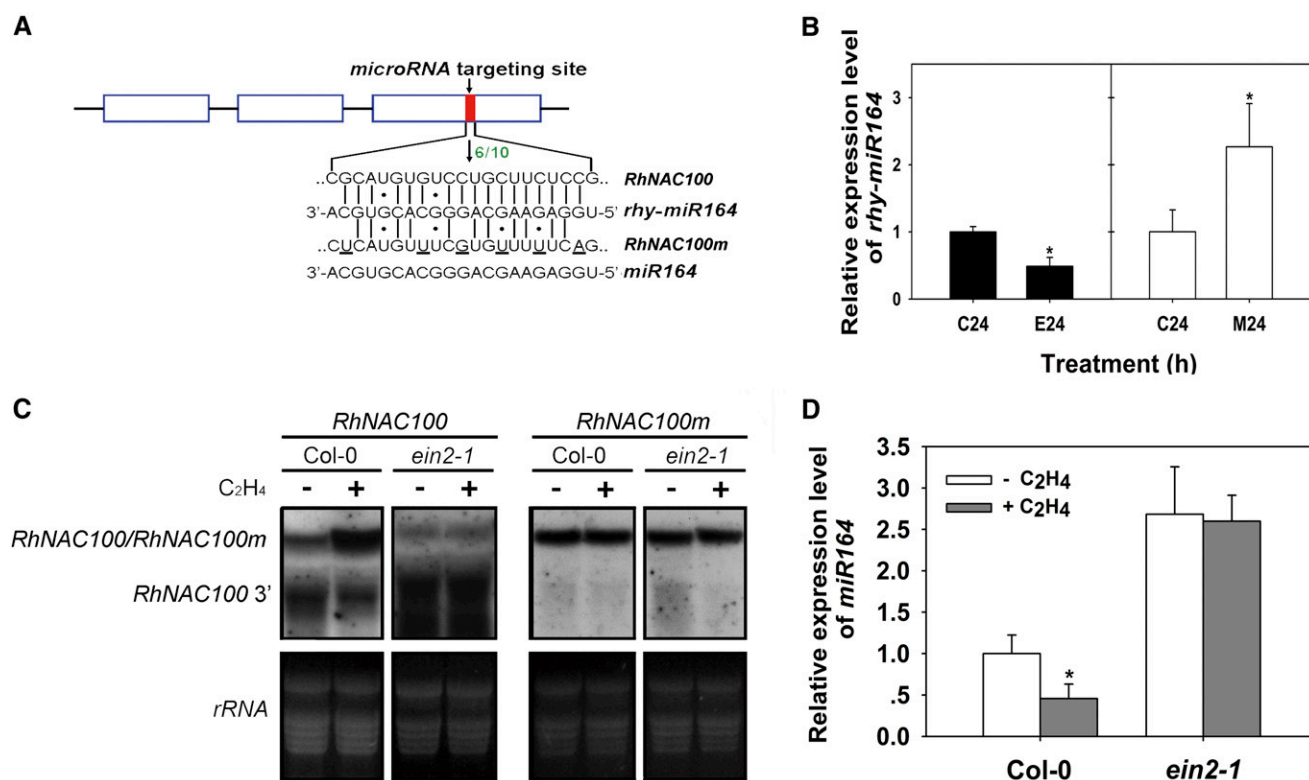 A
microRNA targeting site
6/10
..CGCAUGUGUCCUGCUUCUCCG.. RhNAC100
3'-ACGUGCACGGGACGAAGAGGU-5' rhy-miR164
..CUCAUGUUUCGUGUUUUUCAG.. RhNAC100m
3'-ACGUGCACGGGACGAAGAGGU-5' miR164
B
Relative expression level
of rhy-miR164
3
2
1
0
*
*
C24 E24 C24 M24
Treatment (h)
C
RhNAC100 RhNAC100m
Col-0 ein2-1 Col-0 ein2-1
C₂H₄ - + - + - + - +
RhNAC100/RhNAC100m
RhNAC100 3'
rRNA
D
Relative expression level
of miR164
3.5
3.0
2.5
2.0
1.5
1.0
.5
0.0
- C₂H₄
+ C₂H₄
*
Col-0 ein2-1